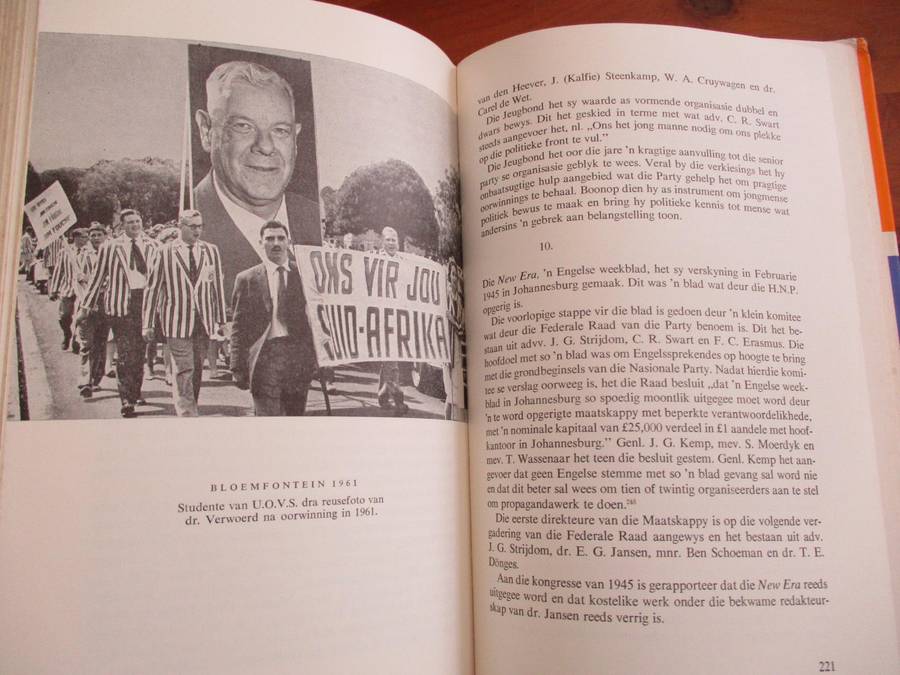 ONS VIR JOU
SUID-AFRIKA
BLOEMFONTEIN 1961
Studente van U.O.V.S. dra reusefoto van
dr. Verwoerd na oorwinning in 1961.
van den Heever, J. (Kalfie) Steenkamp, W. A. Cruywagen en dr.
Carel de Wet.
Die Jeugbond het sy waarde as vormende organisasie dubbel en
dwars bewys. Dit het geskied in terme met wat adv. C. R. Swart
steeds aangevoer het, nl. „Ons het jong manne nodig om ons plekke
op die politieke front te vul.”
Die Jeugbond het oor die jare ’n kragtige aanvulling tot die senior
party se organisasie geblyk te wees. Veral by die verkiesings het hy
onbaatsugtige hulp aangebied wat die Party gehelp het om pragtige
oorwinnings te behaal. Boonop dien hy as instrument om jongmense
politiek bewus te maak en bring hy politieke kennis tot mense wat
andersins ’n gebrek aan belangstelling toon.
10.
Die New Era, ’n Engelse weekblad, het sy verskyning in Februarie
1945 in Johannesburg gemaak. Dit was ’n blad wat deur die H.N.P.
opgerig is.
Die voorlopige stappe vir die blad is gedoen deur ’n klein komitee
wat deur die Federale Raad van die Party benoem is. Dit het be-
staan uit advv. J. G. Strijdom, C. R. Swart en F. C. Erasmus. Die
hoofdoel met so ’n blad was om Engelssprekendes op hoogte te bring
met die grondbeginsels van die Nasionale Party. Nadat hierdie komi-
tee se verslag oorweeg is, het die Raad besluit „dat ’n Engelse week-
blad in Johannesburg so spoedig moontlik uitgegee moet word deur
’n te word opgerigte maatskappy met beperkte verantwoordelikhede,
met ’n nominale kapitaal van £25,000 verdeel in £1 aandele met hoof-
kantoor in Johannesburg.” Genl. J. G. Kemp, mev. S. Moerdyk en
mev. T. Wassenaar het teen die besluit gestem. Genl. Kemp het aan-
gevoer dat geen Engelse stemme met so ’n blad gevang sal word nie
en dat dit beter sal wees om tien of twintig organiseerders aan te stel
om propagandawerk te doen.²⁴⁸
Die eerste direkteure van die Maatskappy is op die volgende ver-
gadering van die Federale Raad aangewys en het bestaan uit adv.
J. G. Strijdom, dr. E. G. Jansen, mnr. Ben Schoeman en dr. T. E.
Dönges.
Aan die kongresse van 1945 is gerapporteer dat die New Era reeds
uitgegee word en dat kostelike werk onder die bekwame redakteur-
skap van dr. Jansen reeds verrig is.
221